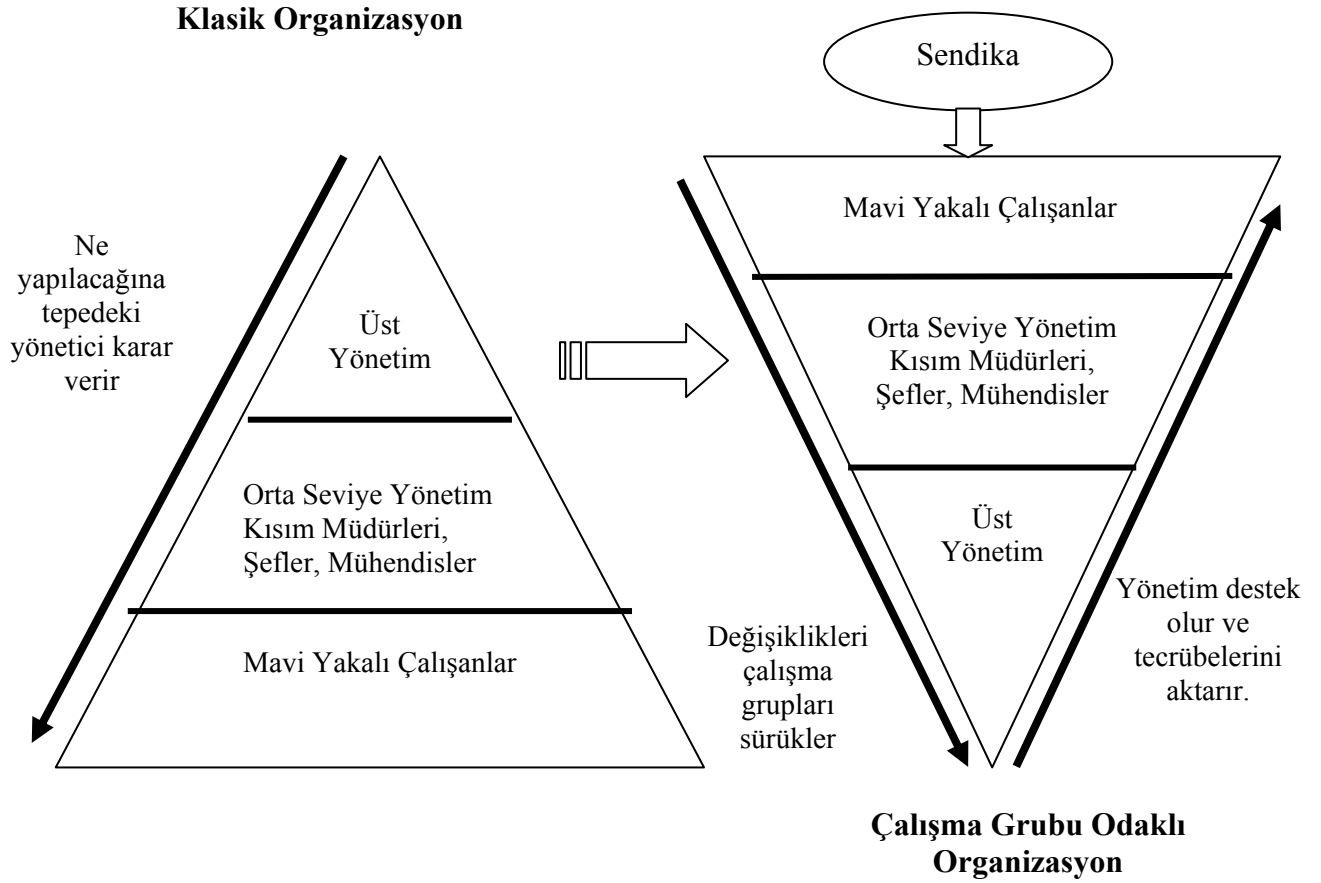 Klasik Organizasyon
Ne
yapılacağına
tepedeki
yönetici karar
verir
Üst
Yönetim
Orta Seviye Yönetim
Kısım Müdürleri,
Şefler, Mühendisler
Mavi Yakalı Çalışanlar
Sendika
Mavi Yakalı Çalışanlar
Orta Seviye Yönetim
Kısım Müdürleri,
Şefler, Mühendisler
Üst
Yönetim
Değişiklikleri
çalışma
grupları
sürükler
Yönetim destek
olur ve
tecrübelerini
aktarır.
Çalışma Grubu Odaklı
Organizasyon